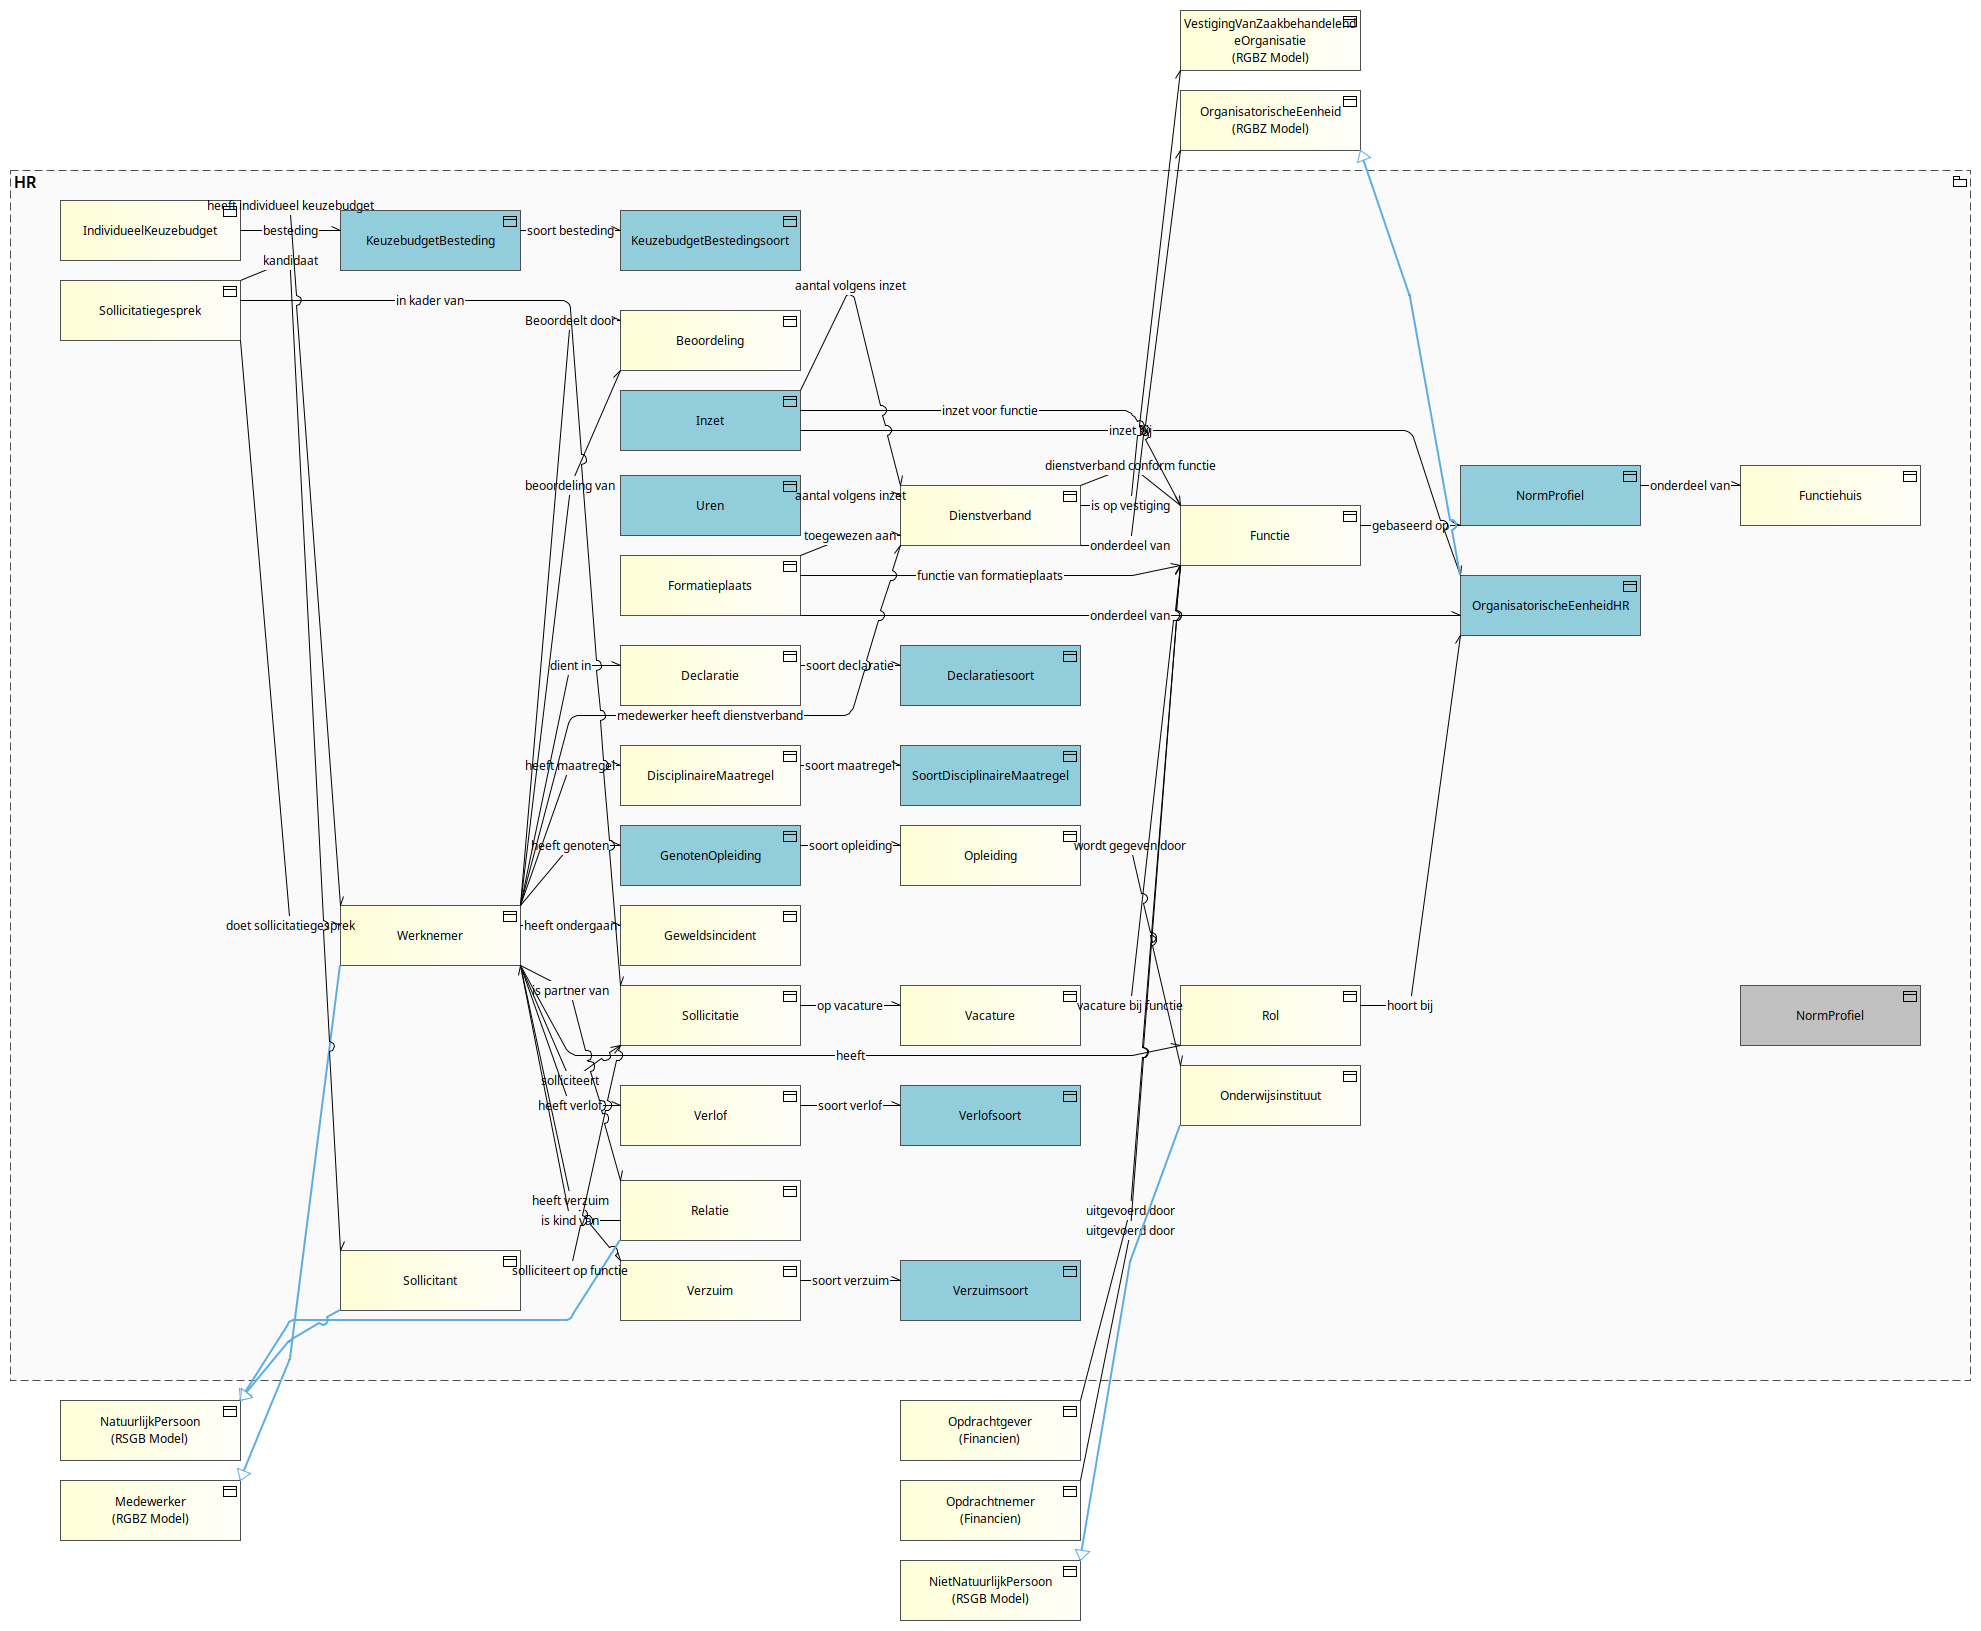 VestigingVanZaakbehandelend
eOrganisatie
(RGBZ Model)
OrganisatorischeEenheid
(RGBZ Model)
HR
heeft individueel keuzebudget
IndividueelKeuzebudget
besteding
KeuzebudgetBesteding
soort besteding
KeuzebudgetBestedingsoort
kandidaat
Sollicitatiegesprek
in kader van
aantal volgens inzet
Beoordeelt door
Beoordeling
Inzet
inzet voor functie
inzet bij
dienstverband conform functie
beoordeling van
Uren
aantal volgens inzet
Dienstverband
is op vestiging
NormProfiel
onderdeel van
Functiehuis
toegewezen aan
onderdeel van
Functie
gebaseerd op
Formatieplaats
functie van formatieplaats
onderdeel van
OrganisatorischeEenheidHR
dient in
Declaratie
soort declaratie
Declaratiesoort
medewerker heeft dienstverband
heeft maatregel
DisciplinaireMaatregel
soort maatregel
SoortDisciplinaireMaatregel
heeft genoten
GenotenOpleiding
soort opleiding
Opleiding
wordt gegeven door
doet sollicitatiegesprek
Werknemer
heeft ondergaan
Geweldsincident
is partner van
Sollicitatie
op vacature
Vacature
vacature bij functie
Rol
hoort bij
NormProfiel
heeft
solliciteert
heeft verlof
Verlof
soort verlof
Verlofsoort
Onderwijsinstituut
heeft verzuim
is kind van
Relatie
uitgevoerd door
uitgevoerd door
Sollicitant
solliciteert op functie
Verzuim
soort verzuim
Verzuimsoort
NatuurlijkPersoon
(RSGB Model)
Opdrachtgever
(Financien)
Medewerker
(RGBZ Model)
Opdrachtnemer
(Financien)
NietNatuurlijkPersoon
(RSGB Model)